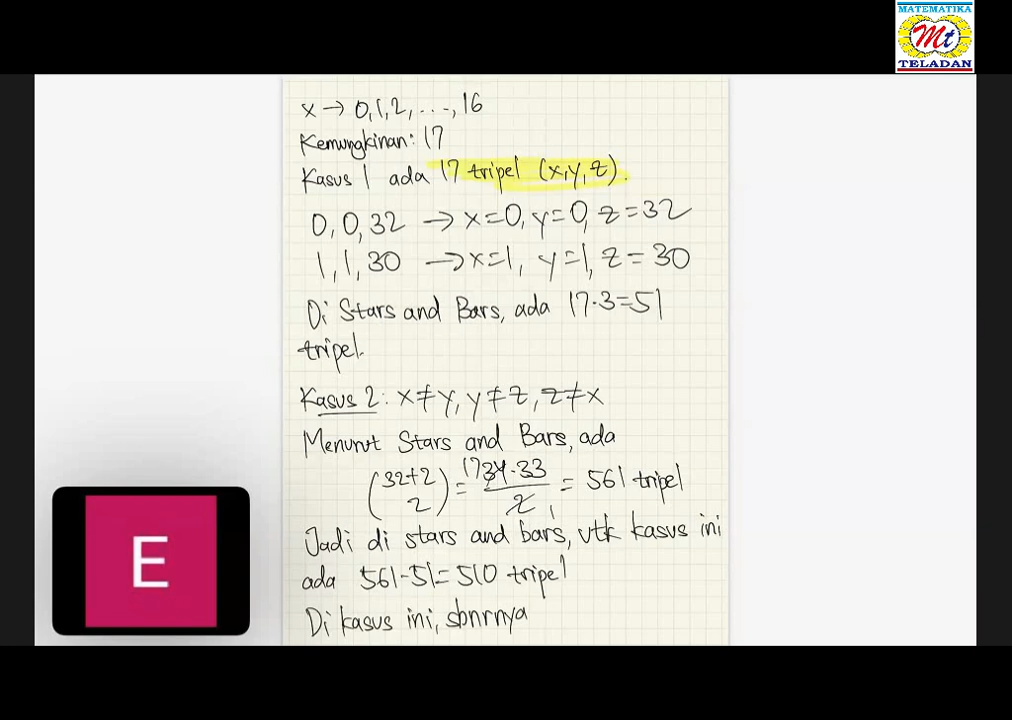 MATEMATIKA
Mt
TELADAN
x → 0,1,2, ..., 16
Kemungkinan: 17
Kasus 1 ada 17 tripel (x,y,z).
0, 0, 32 → x=0, y=0, z=32
1, 1, 30 → x=1, y=1, z=30
Di Stars and Bars, ada 17·3=51
tripel.
Kasus 2: x≠y, y≠z, z≠x
Menurut Stars and Bars, ada
(32+2 2) = 17 34·33 / 2 1 = 561 tripel
Jadi di stars and bars, utk kasus ini
ada 561-51=510 tripel
Di kasus ini, sbnrnya
E